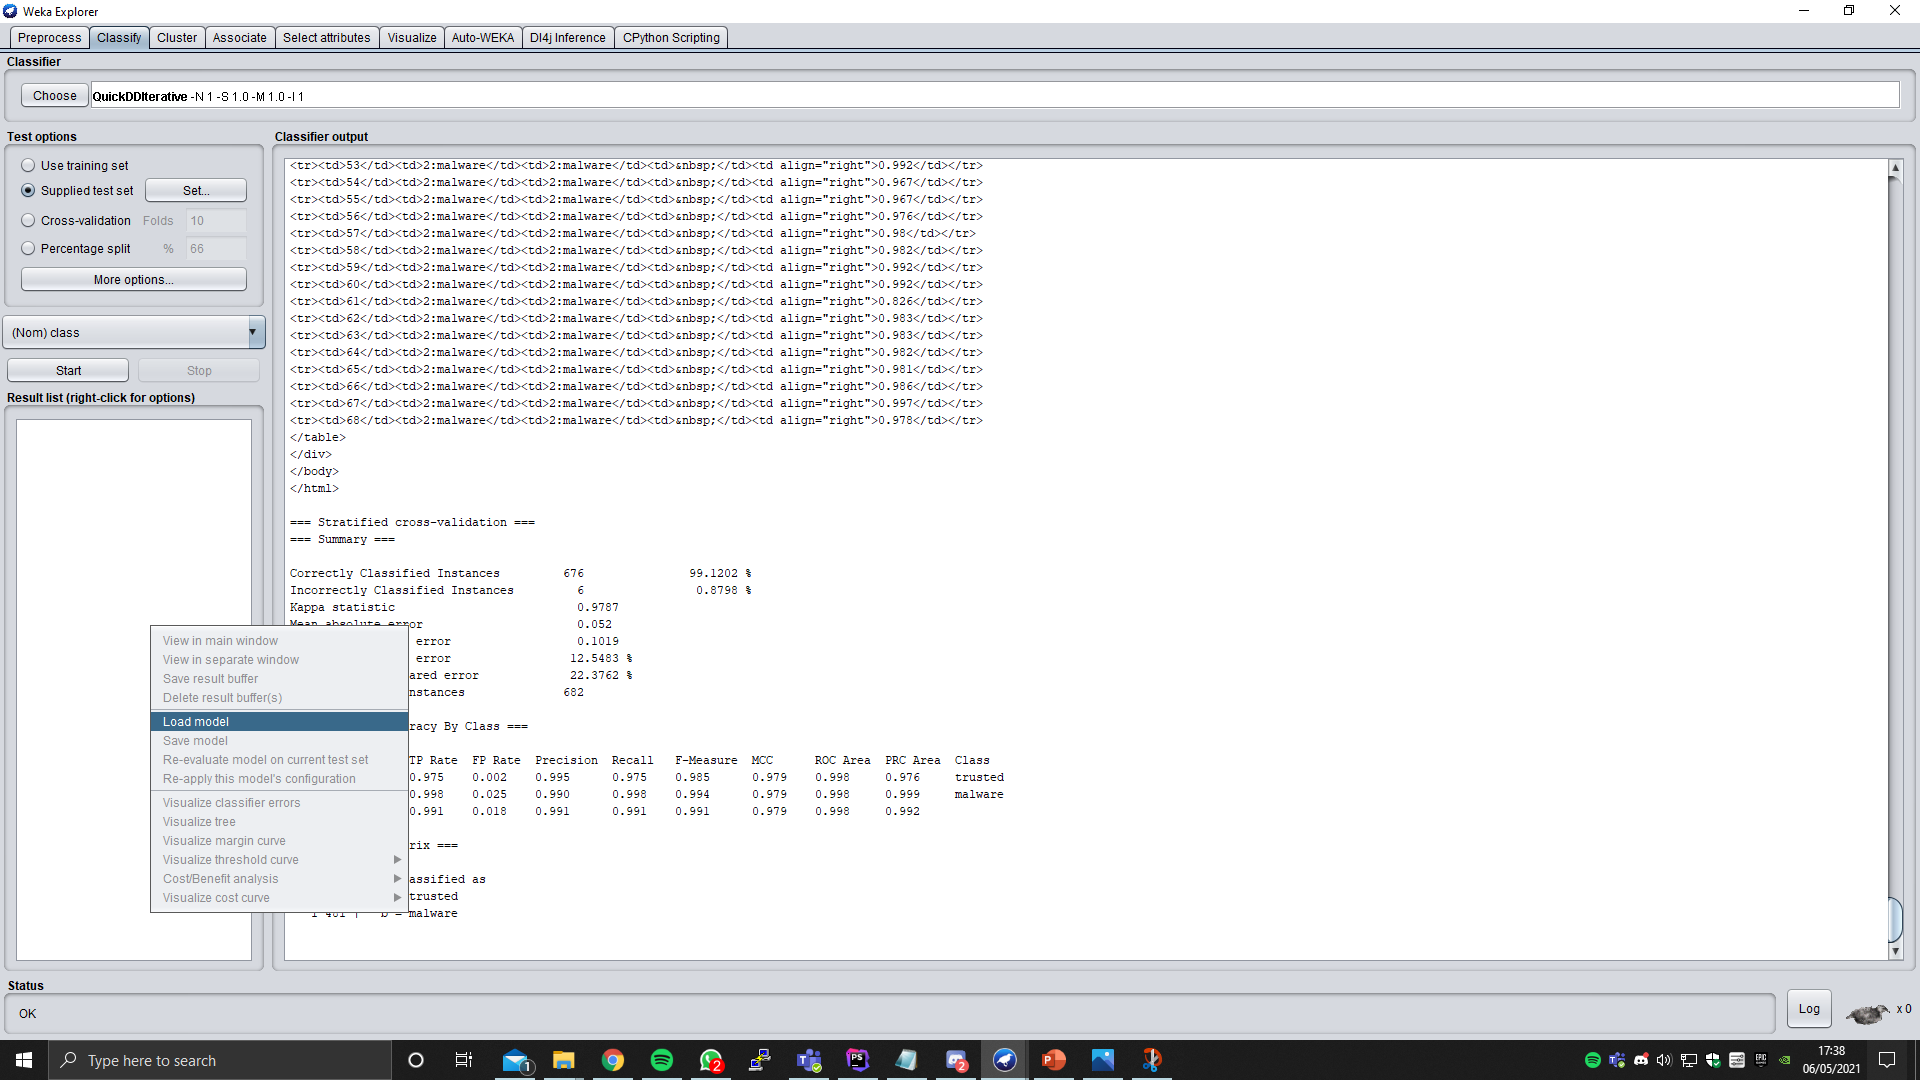 Weka Explorer
Preprocess Classify Cluster Associate Select attributes Visualize Auto-WEKA Dl4j Inference CPython Scripting
Classifier
Choose QuickDDIterative -N 1 -S 1.0 -M 1.0 -I 1
Test options
Use training set
Supplied test set Set...
Cross-validation Folds 10
Percentage split % 66
More options...
(Nom) class
Start Stop
Result list (right-click for options)
Classifier output
<tr><td>53</td><td>2:malware</td><td>2:malware</td><td>&nbsp;</td><td align="right">0.992</td></tr>
<tr><td>54</td><td>2:malware</td><td>2:malware</td><td>&nbsp;</td><td align="right">0.967</td></tr>
<tr><td>55</td><td>2:malware</td><td>2:malware</td><td>&nbsp;</td><td align="right">0.967</td></tr>
<tr><td>56</td><td>2:malware</td><td>2:malware</td><td>&nbsp;</td><td align="right">0.976</td></tr>
<tr><td>57</td><td>2:malware</td><td>2:malware</td><td>&nbsp;</td><td align="right">0.98</td></tr>
<tr><td>58</td><td>2:malware</td><td>2:malware</td><td>&nbsp;</td><td align="right">0.982</td></tr>
<tr><td>59</td><td>2:malware</td><td>2:malware</td><td>&nbsp;</td><td align="right">0.992</td></tr>
<tr><td>60</td><td>2:malware</td><td>2:malware</td><td>&nbsp;</td><td align="right">0.992</td></tr>
<tr><td>61</td><td>2:malware</td><td>2:malware</td><td>&nbsp;</td><td align="right">0.826</td></tr>
<tr><td>62</td><td>2:malware</td><td>2:malware</td><td>&nbsp;</td><td align="right">0.983</td></tr>
<tr><td>63</td><td>2:malware</td><td>2:malware</td><td>&nbsp;</td><td align="right">0.983</td></tr>
<tr><td>64</td><td>2:malware</td><td>2:malware</td><td>&nbsp;</td><td align="right">0.982</td></tr>
<tr><td>65</td><td>2:malware</td><td>2:malware</td><td>&nbsp;</td><td align="right">0.981</td></tr>
<tr><td>66</td><td>2:malware</td><td>2:malware</td><td>&nbsp;</td><td align="right">0.986</td></tr>
<tr><td>67</td><td>2:malware</td><td>2:malware</td><td>&nbsp;</td><td align="right">0.997</td></tr>
<tr><td>68</td><td>2:malware</td><td>2:malware</td><td>&nbsp;</td><td align="right">0.978</td></tr>
</table>
</div>
</body>
</html>
=== Stratified cross-validation ===
=== Summary ===
Correctly Classified Instances 676 99.1202 %
Incorrectly Classified Instances 6 0.8798 %
Kappa statistic 0.9787
Mean absolute error 0.052
error 0.1019
error 12.5483 %
ared error 22.3762 %
nstances 682
racy By Class ===
TP Rate FP Rate Precision Recall F-Measure MCC ROC Area PRC Area Class
0.975 0.002 0.995 0.975 0.985 0.979 0.998 0.976 trusted
0.998 0.025 0.990 0.998 0.994 0.979 0.998 0.999 malware
0.991 0.018 0.991 0.991 0.991 0.979 0.998 0.992
rix ===
assified as
trusted
1 481 | b = malware
View in main window
View in separate window
Save result buffer
Delete result buffer(s)
Load model
Save model
Re-evaluate model on current test set
Re-apply this model's configuration
Visualize classifier errors
Visualize tree
Visualize margin curve
Visualize threshold curve
Cost/Benefit analysis
Visualize cost curve
Status
OK
Log x 0
Type here to search
1
2
PS
2
EPIC
17:38
06/05/2021